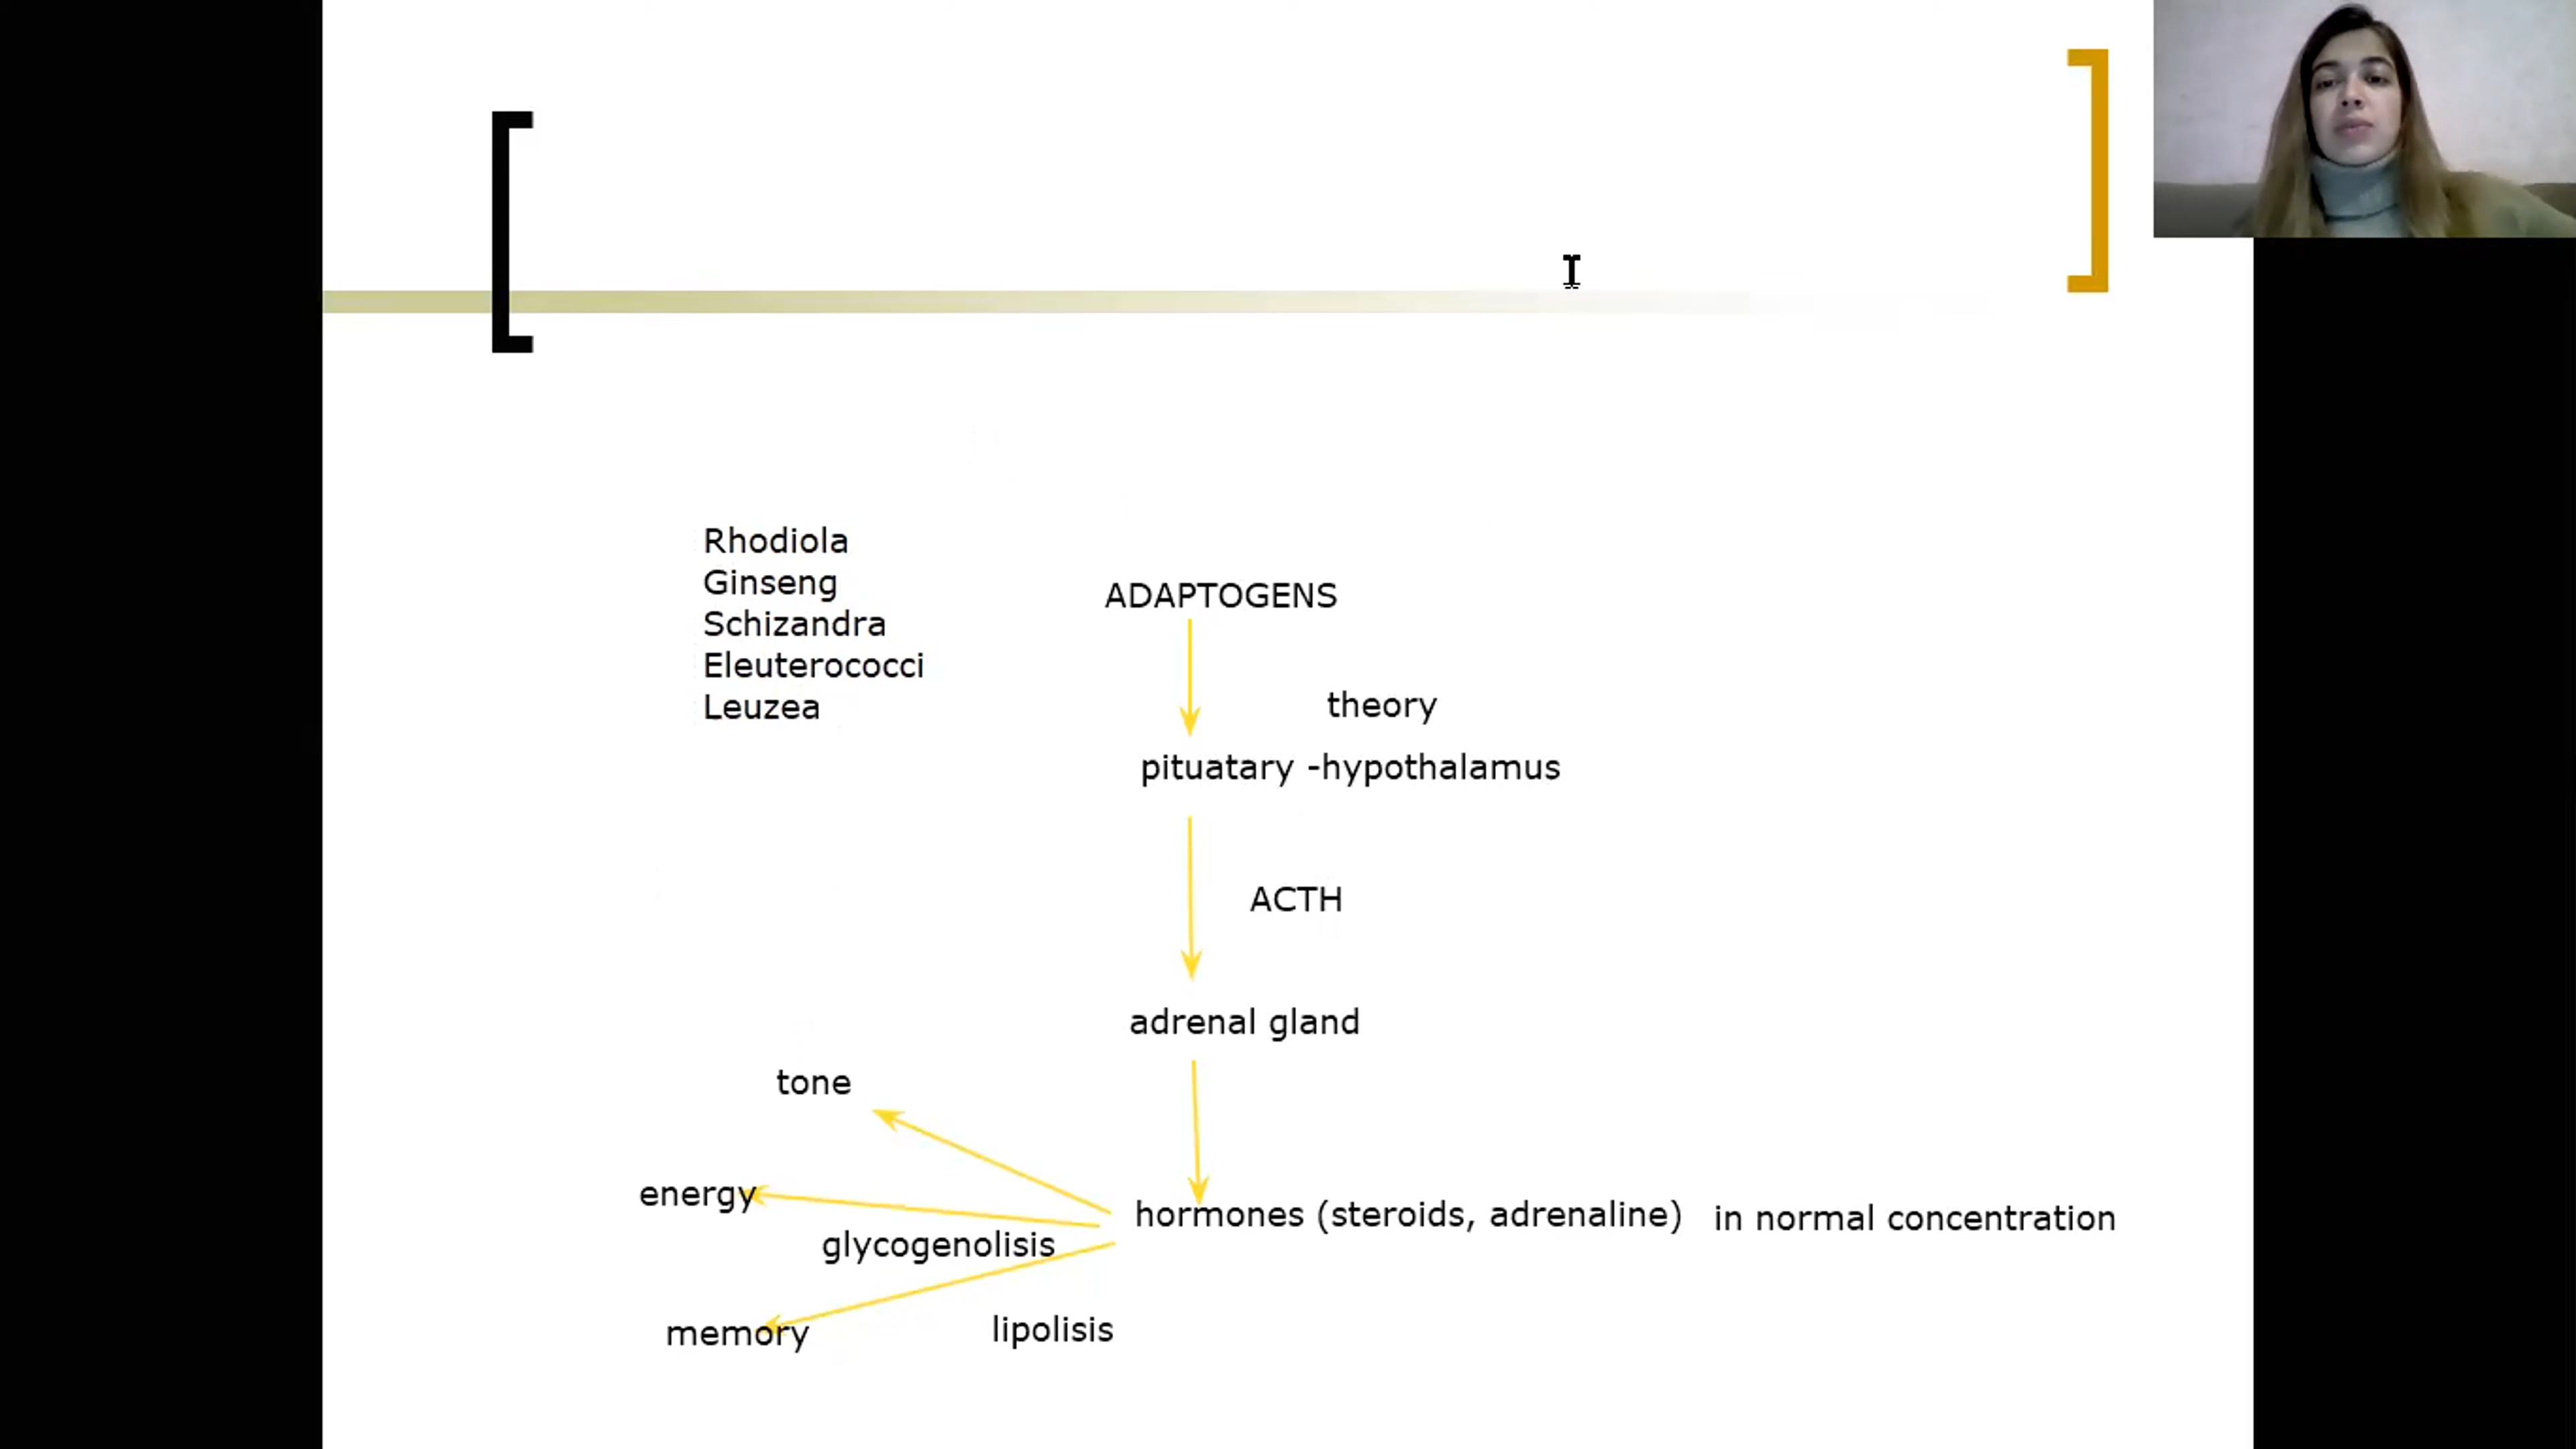 Rhodiola
Ginseng
Schizandra
Eleuterococci
Leuzea
ADAPTOGENS
theory
pituatary -hypothalamus
ACTH
adrenal gland
tone
energy
hormones (steroids, adrenaline) in normal concentration
glycogenolisis
memory
lipolisis